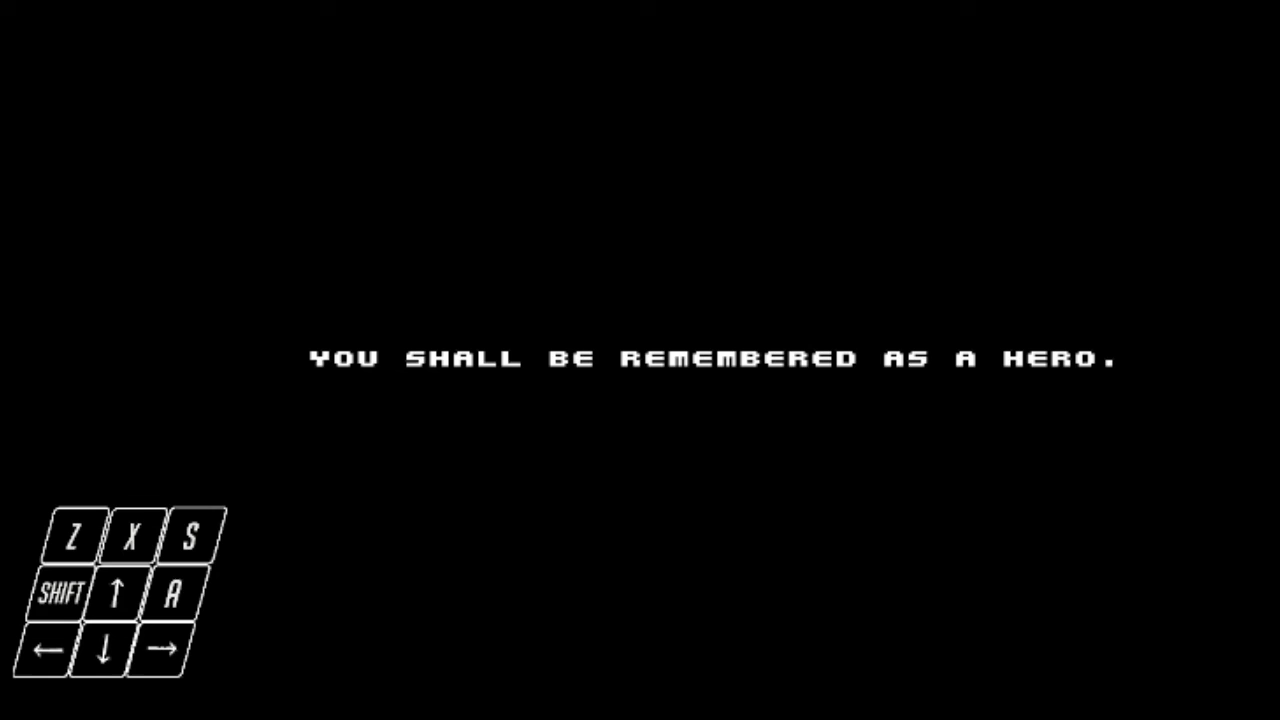 YOU SHALL BE REMEMBERED AS A HERO.
Z X S
SHIFT ↑ A
← ↓ →